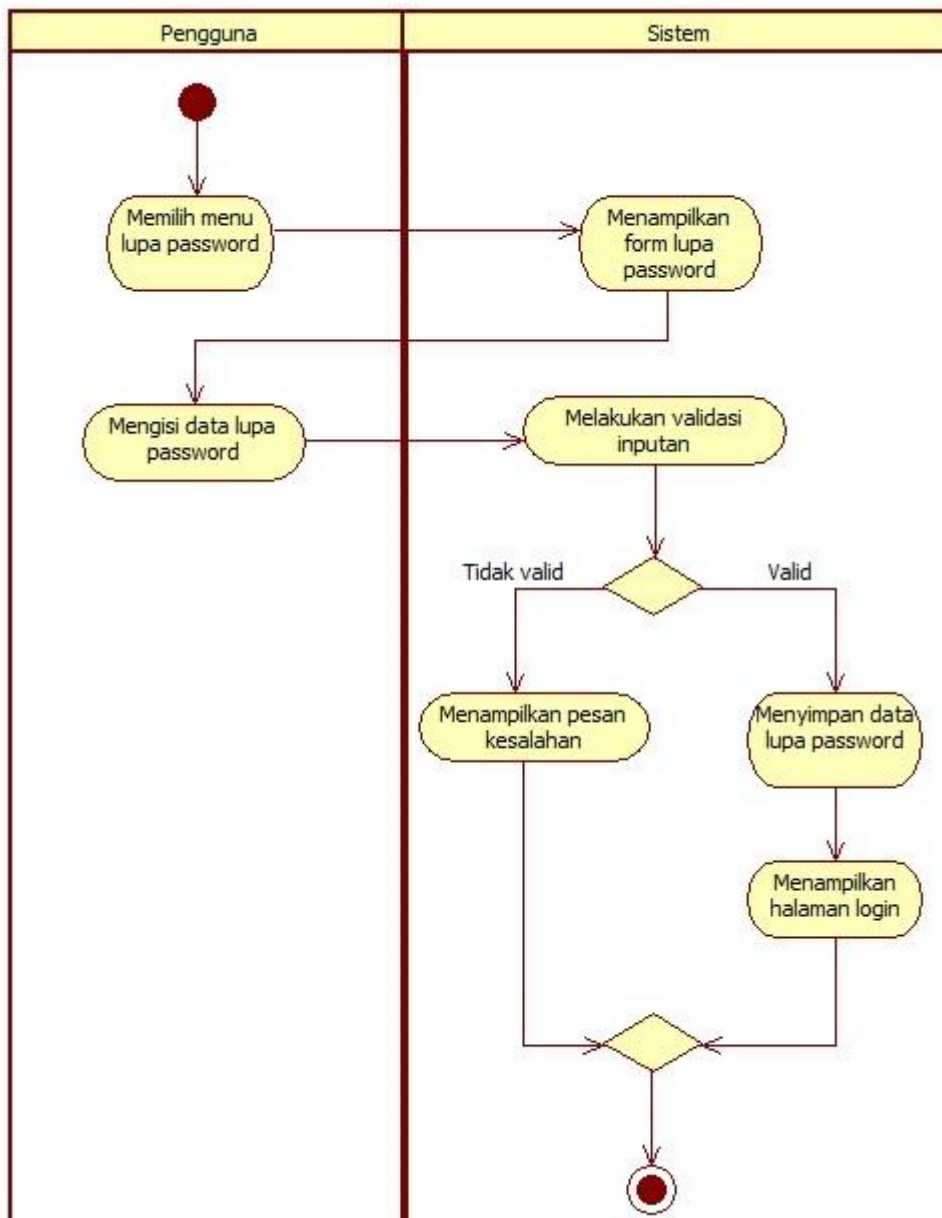 Pengguna
Sistem
Memilih menu
lupa password
Menampilkan
form lupa
password
Mengisi data lupa
password
Melakukan validasi
inputan
Tidak valid
Valid
Menampilkan pesan
kesalahan
Menyimpan data
lupa password
Menampilkan
halaman login